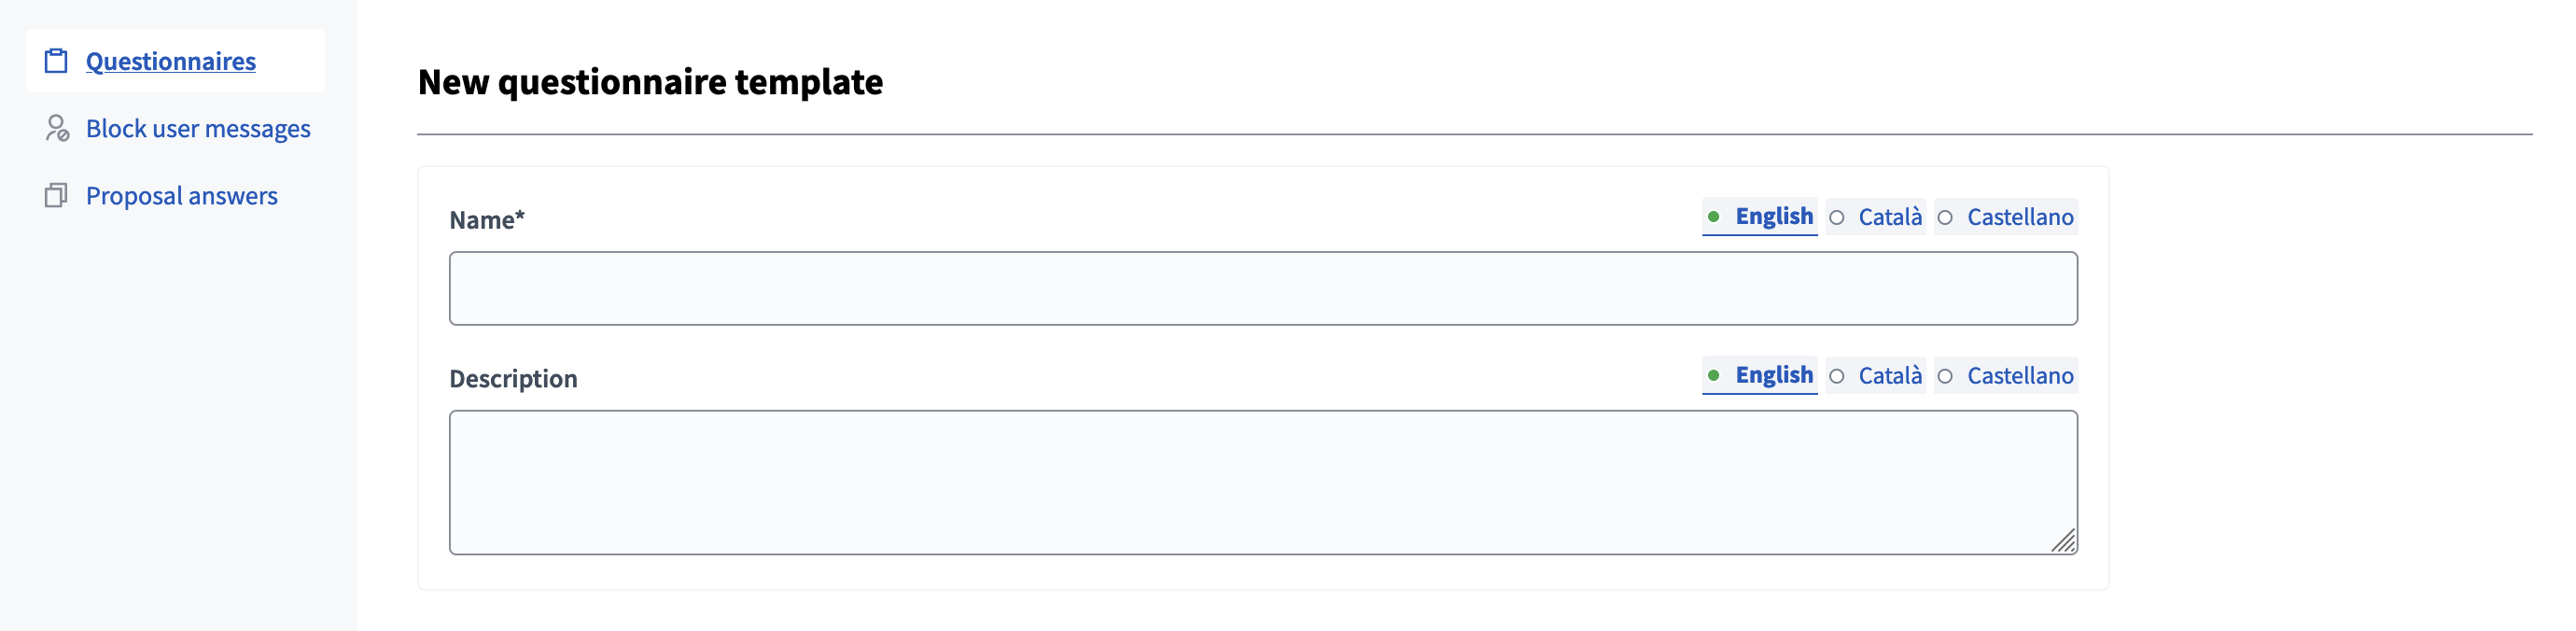 Questionnaires
Block user messages
Proposal answers
New questionnaire template
Name* English Català Castellano
Description English Català Castellano